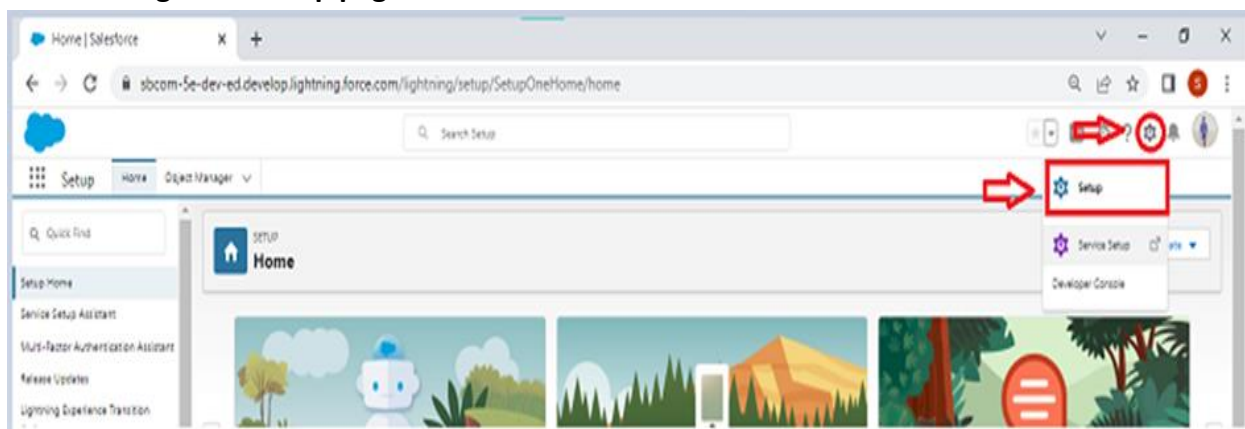 Home | Salesforce
sbcom-5e-dev-ed.develop.lightning.force.com/lightning/setup/SetupOneHome/home
S
Search Setup
?
Setup Home Object Manager
Setup
Quick Find
SETUP
Home
Service Setup
Setup Home
Developer Console
Service Setup Assistant
Multi-Factor Authentication Assistant
Release Updates
Lightning Experience Transition